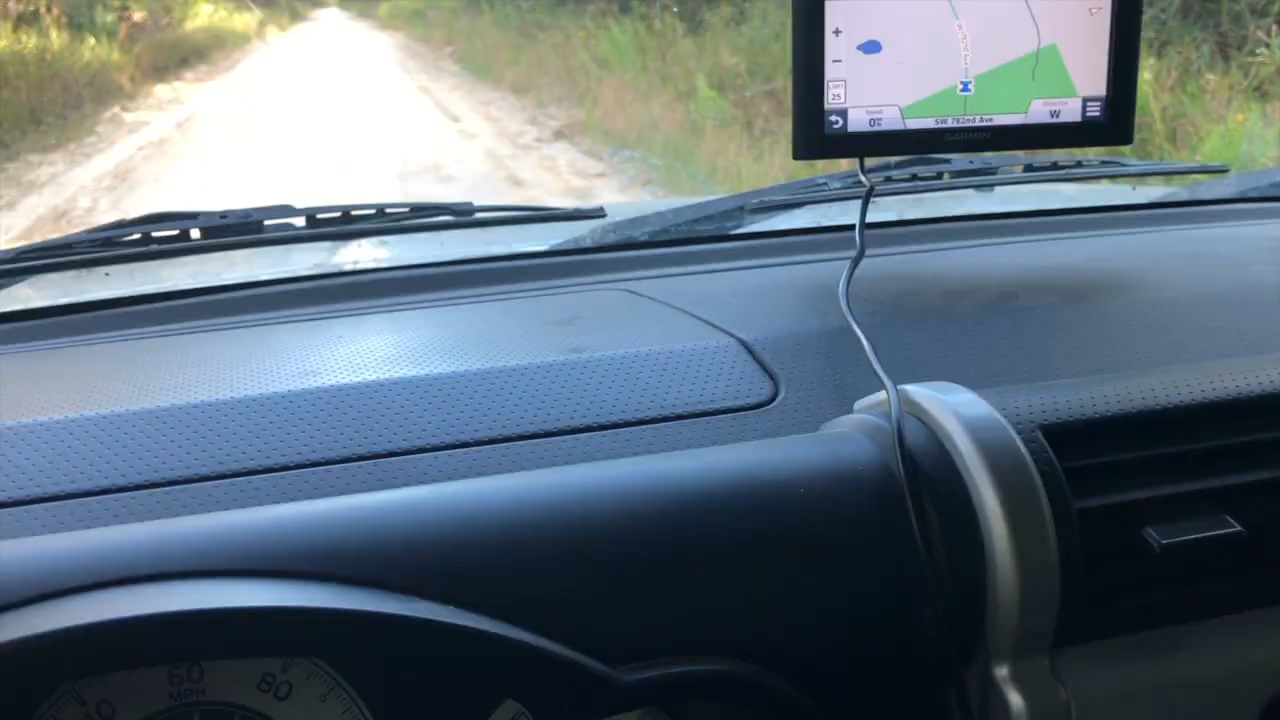 LIMIT
25
Speed
0
SW 782nd Ave
Direction
W
GARMIN
60
MPH
80